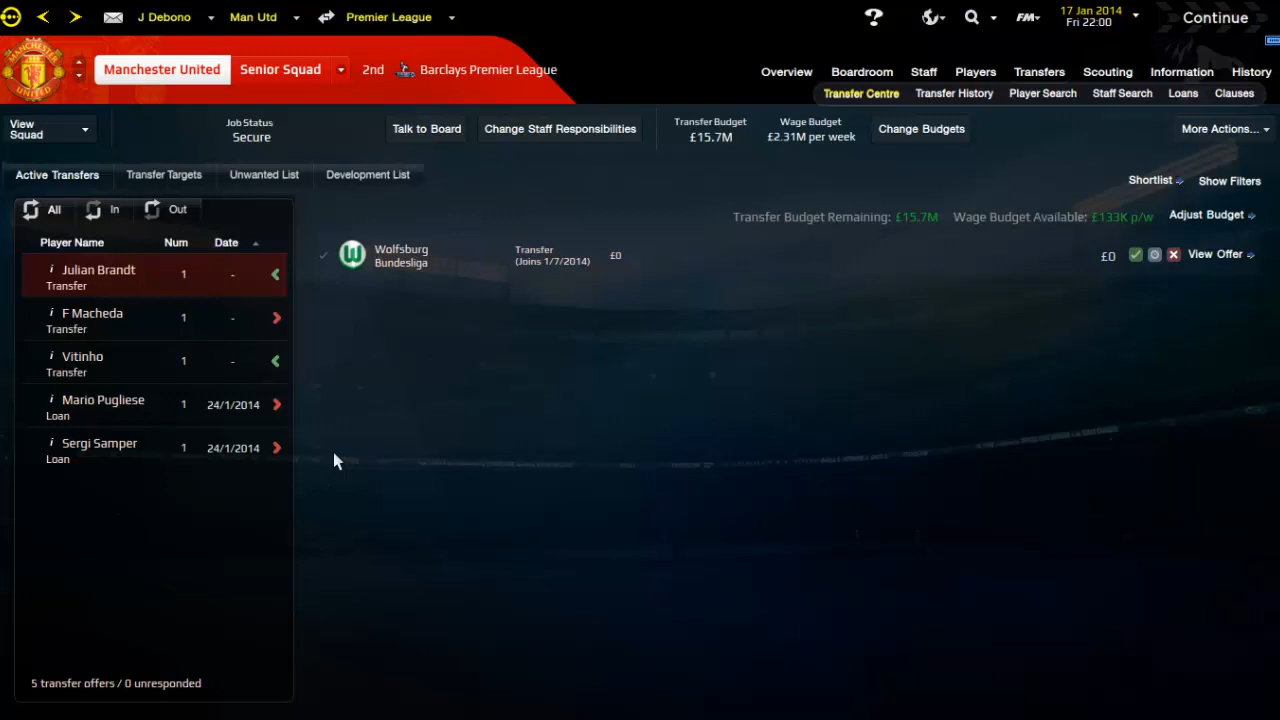 J Debono
Man Utd
Premier League
FM
17 Jan 2014
Fri 22:00
Continue
MANCHESTER
UNITED
Manchester United
Senior Squad
2nd
Barclays Premier League
Overview
Boardroom
Staff
Players
Transfers
Scouting
Information
History
Transfer Centre
Transfer History
Player Search
Staff Search
Loans
Clauses
View
Squad
Job Status
Secure
Talk to Board
Change Staff Responsibilities
Transfer Budget
£15.7M
Wage Budget
£2.31M per week
Change Budgets
More Actions...
Active Transfers
Transfer Targets
Unwanted List
Development List
Shortlist
Show Filters
All
In
Out
Transfer Budget Remaining: £15.7M
Wage Budget Available: £133K p/w
Adjust Budget
Player Name
Num
Date
i Julian Brandt
Transfer
1
-
Wolfsburg
Bundesliga
Transfer
(Joins 1/7/2014)
£0
£0
View Offer
i F Macheda
Transfer
1
-
i Vitinho
Transfer
1
-
i Mario Pugliese
Loan
1
24/1/2014
i Sergi Samper
Loan
1
24/1/2014
5 transfer offers / 0 unresponded